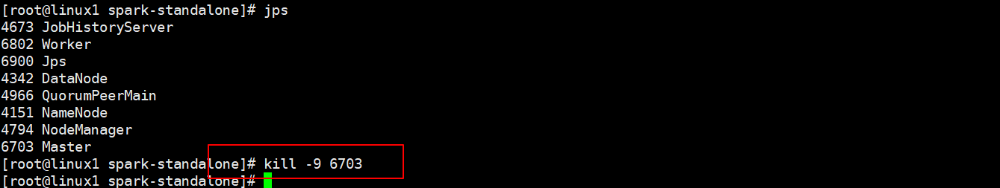 [root@linux1 spark-standalone]# jps
4673 JobHistoryServer
6802 Worker
6900 Jps
4342 DataNode
4966 QuorumPeerMain
4151 NameNode
4794 NodeManager
6703 Master
[root@linux1 spark-standalone]# kill -9 6703
[root@linux1 spark-standalone]#